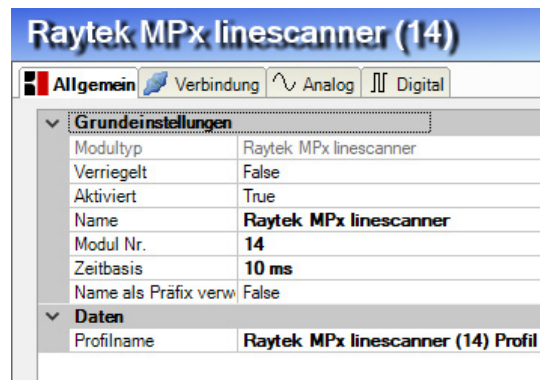 Raytek MPx linescanner (14)
Allgemein Verbindung Analog Digital
Grundeinstellungen
Modultyp Raytek MPx linescanner
Verriegelt False
Aktiviert True
Name Raytek MPx linescanner
Modul Nr. 14
Zeitbasis 10 ms
Name als Präfix verw False
Daten
Profilname Raytek MPx linescanner (14) Profil